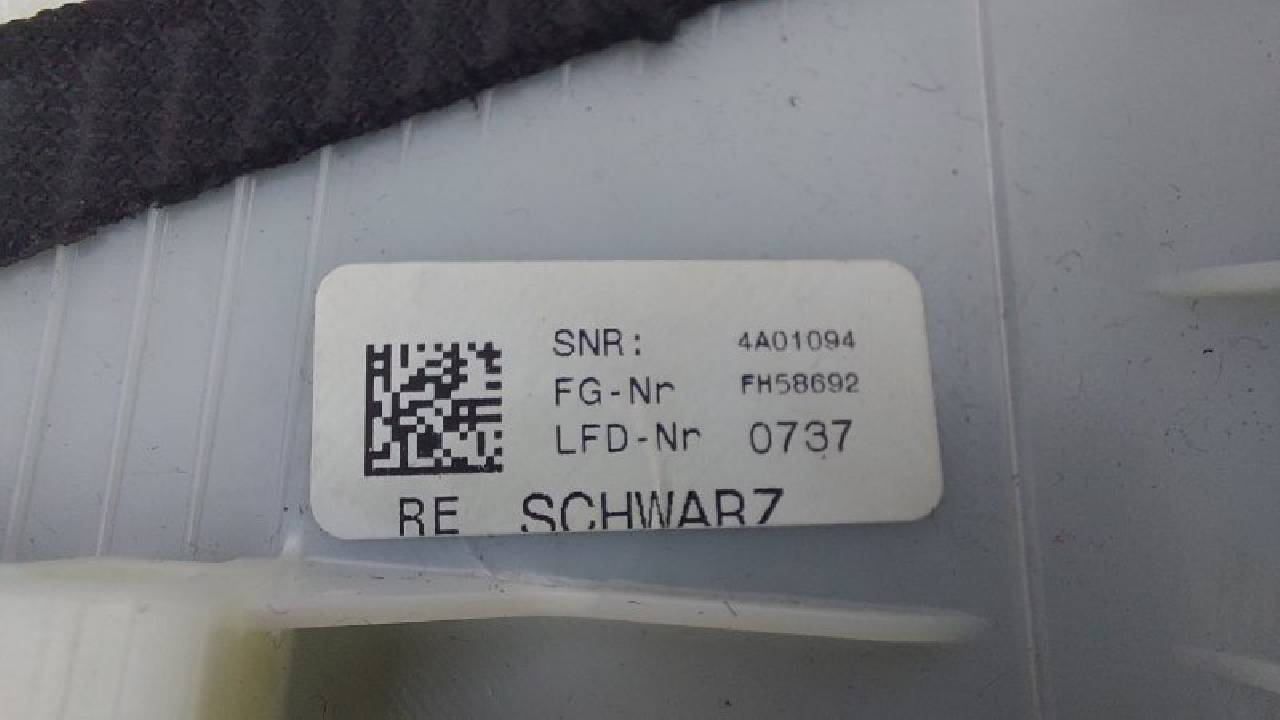 SNR: 4A01094
FG-Nr FH58692
LFD-Nr 0737
RE SCHWARZ